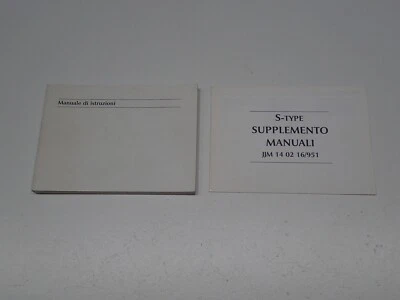 Manuale di istruzioni
S-TYPE
SUPPLEMENTO
MANUALI
JJM 14 02 16/951